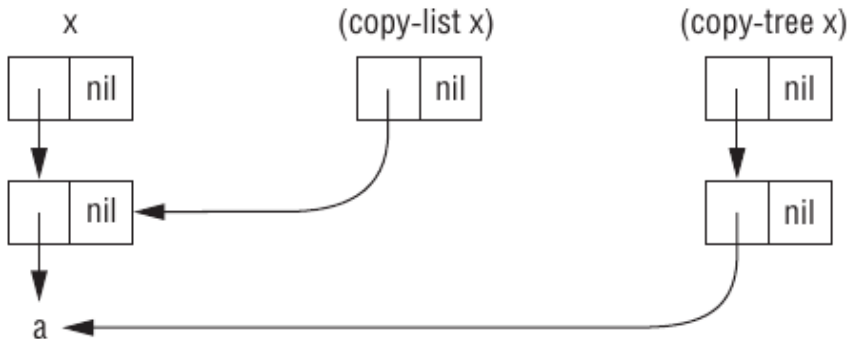 x (copy-list x) (copy-tree x)
nil nil nil
nil nil
a